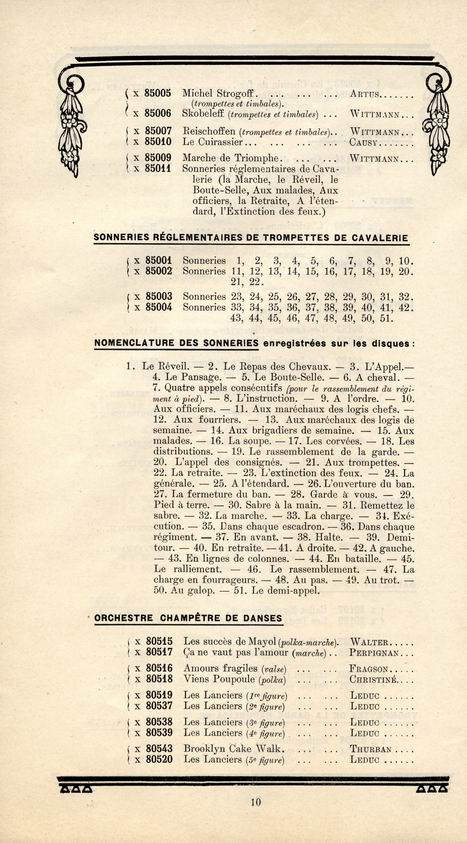 x 85005 Michel Strogoff. ... ... ... ARTUS.......
(trompettes et timbales).
x 85006 Skobeleff (trompettes et timbales) ... WITTMANN...
x 85007 Reischoffen (trompettes et timbales).. WITTMANN...
x 85010 Le Cuirassier... ... ... ... CAUSY.......
x 85009 Marche de Triomphe. ... ... WITTMANN...
x 85011 Sonneries réglementaires de Cava-
lerie (la Marche, le Réveil, le
Boute-Selle, Aux malades, Aux
officiers, la Retraite, A l'éten-
dard, l'Extinction des feux.)
SONNERIES RÉGLEMENTAIRES DE TROMPETTES DE CAVALERIE
x 85001 Sonneries 1, 2, 3, 4, 5, 6, 7, 8, 9, 10.
x 85002 Sonneries 11, 12, 13, 14, 15, 16, 17, 18, 19, 20.
21, 22.
x 85003 Sonneries 23, 24, 25, 26, 27, 28, 29, 30, 31, 32.
x 85004 Sonneries 33, 34, 35, 36, 37, 38, 39, 40, 41, 42.
43, 44, 45, 46, 47, 48, 49, 50, 51.
NOMENCLATURE DES SONNERIES enregistrées sur les disques :
1. Le Réveil. — 2. Le Repas des Chevaux. — 3. L'Appel.—
4. Le Pansage. — 5. Le Boute-Selle. — 6. A cheval. —
7. Quatre appels consécutifs (pour le rassemblement du régi-
ment à pied). — 8. L'instruction. — 9. A l'ordre. — 10.
Aux officiers. — 11. Aux maréchaux des logis chefs. —
12. Aux fourriers. — 13. Aux maréchaux des logis de
semaine. — 14. Aux brigadiers de semaine. — 15. Aux
malades. — 16. La soupe. — 17. Les corvées. — 18. Les
distributions. — 19. Le rassemblement de la garde. —
20. L'appel des consignés. — 21. Aux trompettes. —
22. La retraite. — 23. L'extinction des feux. — 24. La
générale. — 25. A l'étendard. — 26. L'ouverture du ban.
27. La fermeture du ban. — 28. Garde à vous. — 29.
Pied à terre. — 30. Sabre à la main. — 31. Remettez le
sabre. — 32. La marche. — 33. La charge. — 34. Exé-
cution. — 35. Dans chaque escadron. — 36. Dans chaque
régiment. — 37. En avant. — 38. Halte. — 39. Demi-
tour. — 40. En retraite. — 41. A droite. — 42. A gauche.
— 43. En lignes de colonnes. — 44. En bataille. — 45.
Le ralliement. — 46. Le rassemblement. — 47. La
charge en fourrageurs. — 48. Au pas. — 49. Au trot. —
50. Au galop. — 51. Le demi-appel.
ORCHESTRE CHAMPÊTRE DE DANSES
x 80515 Les succès de Mayol (polka-marche). WALTER.....
x 80517 Ça ne vaut pas l'amour (marche).. PERPIGNAN...
x 80516 Amours fragiles (valse) ... ... FRAGSON....
x 80518 Viens Poupoule (polka) ... ... CHRISTINÉ....
x 80519 Les Lanciers (1re figure) ... ... LEDUC......
x 80537 Les Lanciers (2e figure) ... ... LEDUC......
x 80538 Les Lanciers (3e figure) ... ... LEDUC......
x 80539 Les Lanciers (4e figure) ... ... LEDUC......
x 80543 Brooklyn Cake Walk. ... ... THURBAN ....
x 80520 Les Lanciers (5e figure) ... ... LEDUC......
10